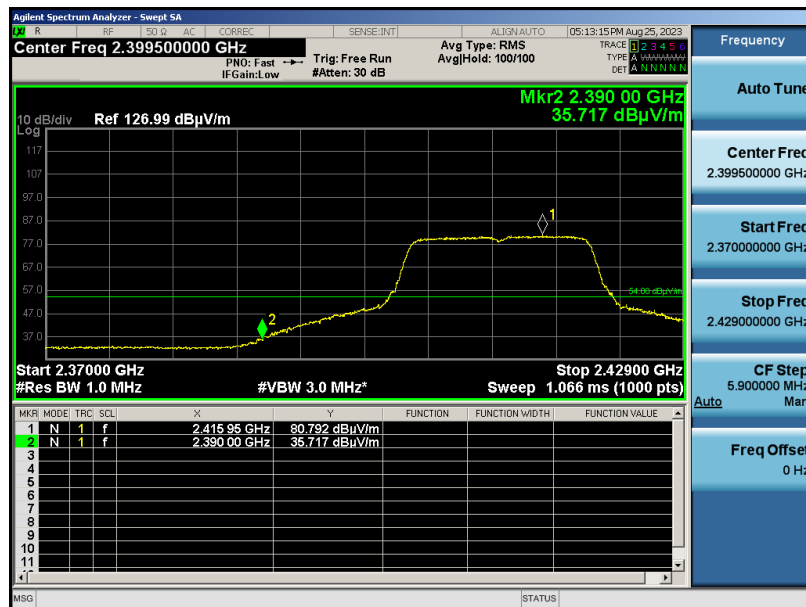 Agilent Spectrum Analyzer - Swept SA
LXI R RF 50 Ω AC CORREC SENSE:INT ALIGNAUTO 05:13:15PM Aug 25, 2023
Center Freq 2.399500000 GHz
PNO: Fast
IFGain:Low
Trig: Free Run
#Atten: 30 dB
Avg Type: RMS
Avg|Hold: 100/100
TRACE 1 2 3 4 5 6
TYPE A WWWWW
DET A N N N N N
Mkr2 2.390 00 GHz
35.717 dBµV/m
10 dB/div Ref 126.99 dBµV/m
Log
117
107
97.0
87.0
77.0
67.0
57.0
47.0
37.0
1
2
54.00 dBµV/m
Start 2.37000 GHz Stop 2.42900 GHz
#Res BW 1.0 MHz #VBW 3.0 MHz* Sweep 1.066 ms (1000 pts)
MKR MODE TRC SCL X Y FUNCTION FUNCTION WIDTH FUNCTION VALUE
1 N 1 f 2.415 95 GHz 80.792 dBµV/m
2 N 1 f 2.390 00 GHz 35.717 dBµV/m
3
4
5
6
7
8
9
10
11
MSG STATUS
Frequency
Auto Tune
Center Freq
2.399500000 GHz
Start Freq
2.370000000 GHz
Stop Freq
2.429000000 GHz
CF Step
5.900000 MHz
Auto Man
Freq Offset
0 Hz